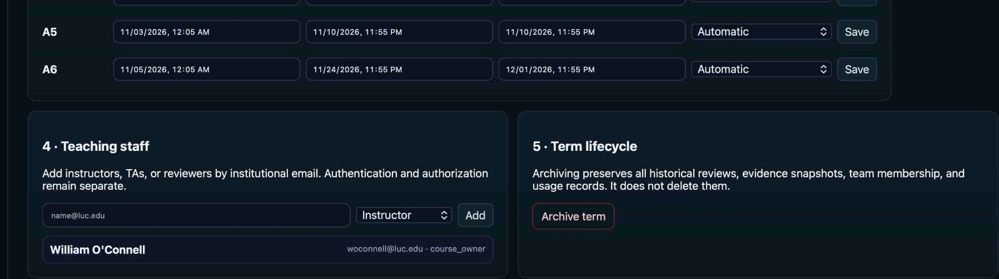 A5 11/03/2026, 12:05 AM 11/10/2026, 11:55 PM 11/10/2026, 11:55 PM Automatic Save
A6 11/05/2026, 12:05 AM 11/24/2026, 11:55 PM 12/01/2026, 11:55 PM Automatic Save
4 · Teaching staff
Add instructors, TAs, or reviewers by institutional email. Authentication and authorization
remain separate.
name@luc.edu Instructor Add
William O'Connell woconnell@luc.edu · course_owner
5 · Term lifecycle
Archiving preserves all historical reviews, evidence snapshots, team membership, and
usage records. It does not delete them.
Archive term